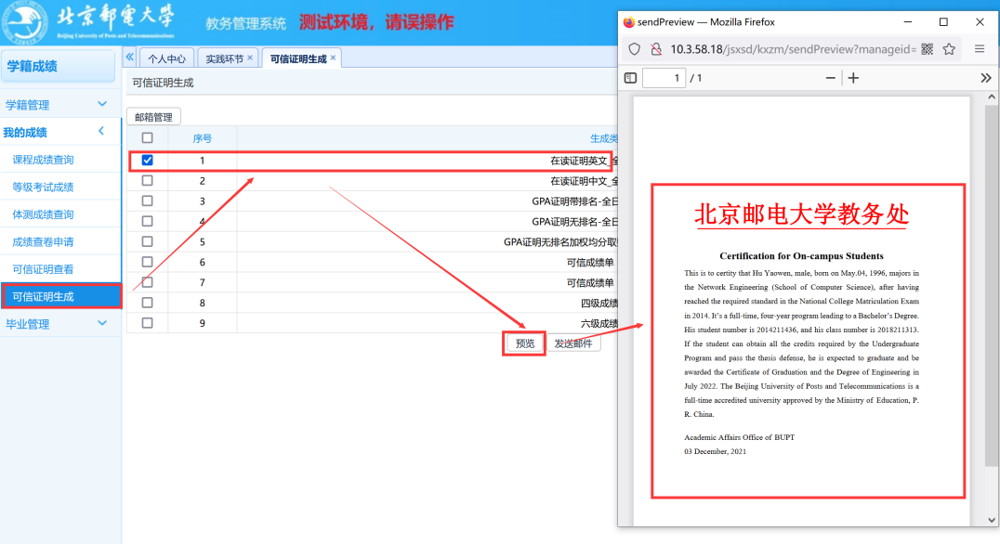 北京邮电大学
Beijing University of Posts and Telecommunications
教务管理系统
测试环境，请误操作
学籍成绩
学籍管理
我的成绩
课程成绩查询
等级考试成绩
体测成绩查询
成绩查卷申请
可信证明查看
可信证明生成
毕业管理
个人中心
实践环节
可信证明生成
可信证明生成
邮箱管理
序号 生成类
1 在读证明英文_全
2 在读证明中文_全
3 GPA证明带排名-全日
4 GPA证明无排名-全日
5 GPA证明无排名加权均分取
6 可信成绩单
7 可信成绩单
8 四级成绩
9 六级成绩
预览 发送邮件
sendPreview — Mozilla Firefox
10.3.58.18/jsxsd/kxzm/sendPreview?manageid=
1 / 1
北京邮电大学教务处
Certification for On-campus Students
This is to certity that Hu Yaowen, male, born on May.04, 1996, majors in
the Network Engineering (School of Computer Science), after having
reached the required standard in the National College Matriculation Exam
in 2014. It's a full-time, four-year program leading to a Bachelor's Degree.
His student number is 2014211436, and his class number is 2018211313.
If the student can obtain all the credits required by the Undergraduate
Program and pass the thesis defense, he is expected to graduate and be
awarded the Certificate of Graduation and the Degree of Engineering in
July 2022. The Beijing University of Posts and Telecommunications is a
full-time accredited university approved by the Ministry of Education, P.
R. China.
Academic Affairs Office of BUPT
03 December, 2021